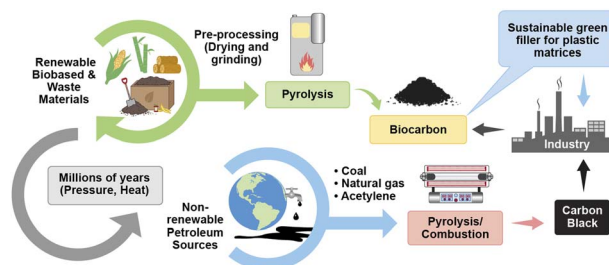 Renewable
Biobased &
Waste
Materials
Pre-processing
(Drying and
grinding)
Pyrolysis
Biocarbon
Sustainable green
filler for plastic
matrices
Industry
Millions of years
(Pressure, Heat)
Non-
renewable
Petroleum
Sources
• Coal
• Natural gas
• Acetylene
Pyrolysis/
Combustion
Carbon
Black